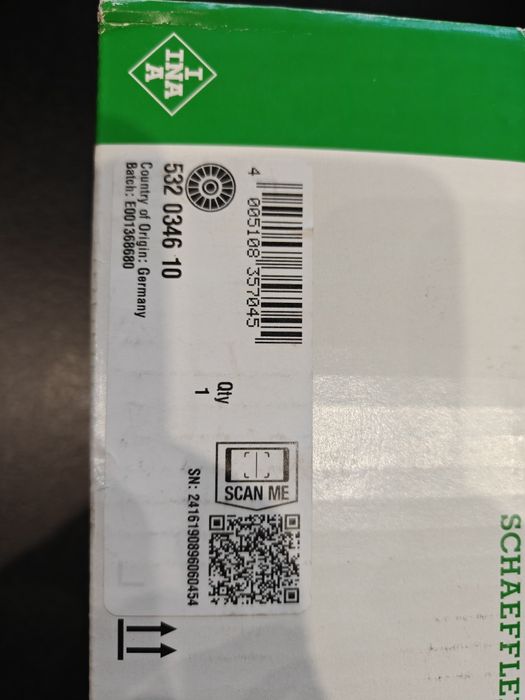 I
INA
A
532 0346 10
Country of Origin: Germany
Batch: E001368680
4 005108 357045
Qty
1
SCAN ME
SN: 2416190896060454
SCHAEFFLE